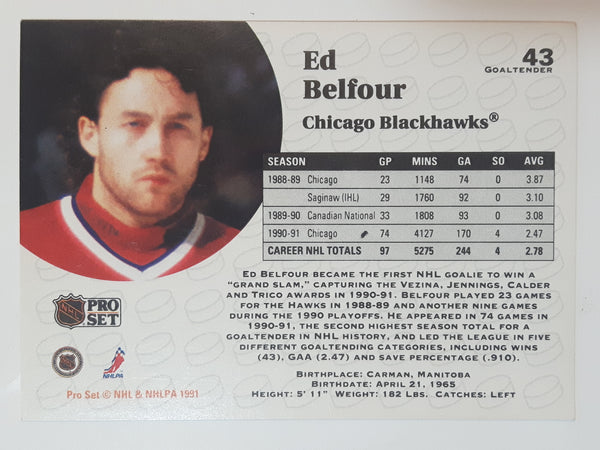 Ed
Belfour
43
GOALTENDER
Chicago Blackhawks®
SEASON GP MINS GA SO AVG
1988-89 Chicago 23 1148 74 0 3.87
Saginaw (IHL) 29 1760 92 0 3.10
1989-90 Canadian National 33 1808 93 0 3.08
1990-91 Chicago 74 4127 170 4 2.47
CAREER NHL TOTALS 97 5275 244 4 2.78
ED BELFOUR BECAME THE FIRST NHL GOALIE TO WIN A
"GRAND SLAM," CAPTURING THE VEZINA, JENNINGS, CALDER
AND TRICO AWARDS IN 1990-91. BELFOUR PLAYED 23 GAMES
FOR THE HAWKS IN 1988-89 AND ANOTHER NINE GAMES
DURING THE 1990 PLAYOFFS. HE APPEARED IN 74 GAMES IN
1990-91, THE SECOND HIGHEST SEASON TOTAL FOR A
GOALTENDER IN NHL HISTORY, AND LED THE LEAGUE IN FIVE
DIFFERENT GOALTENDING CATEGORIES, INCLUDING WINS
(43), GAA (2.47) AND SAVE PERCENTAGE (.910).
BIRTHPLACE: CARMAN, MANITOBA
BIRTHDATE: APRIL 21, 1965
HEIGHT: 5' 11" WEIGHT: 182 LBS. CATCHES: LEFT
NHL
PRO
SET
NHLPA
Pro Set © NHL & NHLPA 1991